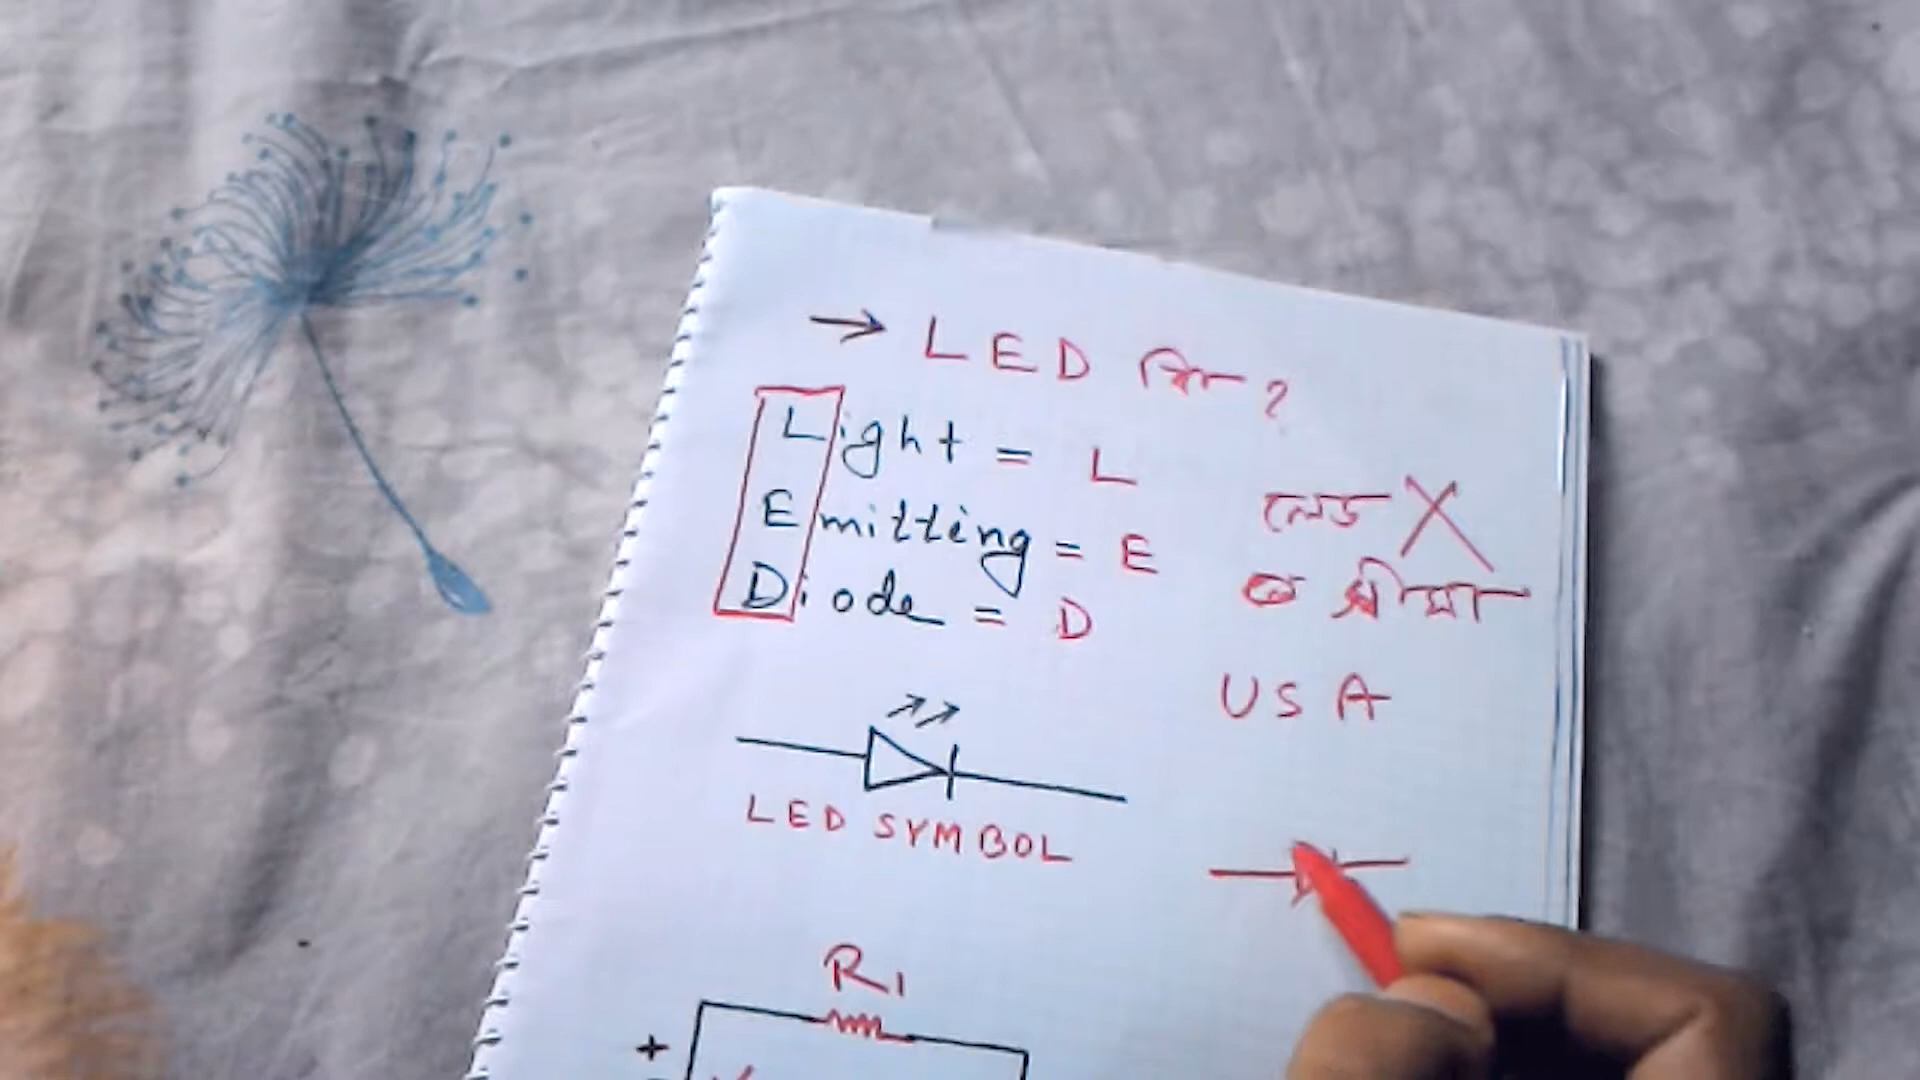 → LED কি?
Light = L
Emitting = E
Diode = D
লেড X
বা সীসা
USA
LED SYMBOL
R1
+